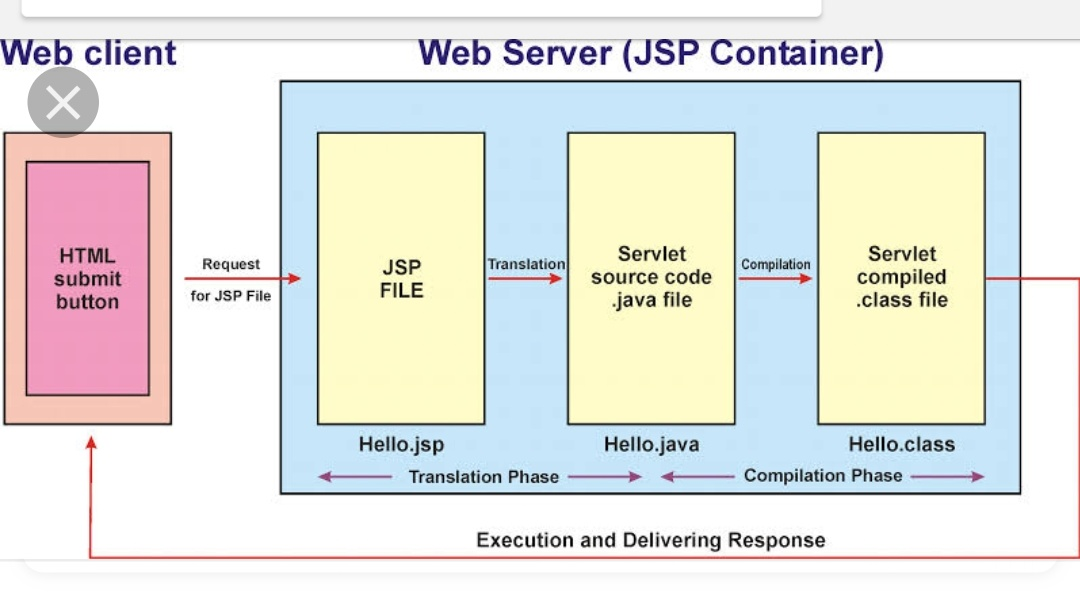 Web client
Web Server (JSP Container)
HTML
submit
button
Request
for JSP File
JSP
FILE
Translation
Servlet
source code
.java file
Compilation
Servlet
compiled
.class file
Hello.jsp
Hello.java
Hello.class
Translation Phase
Compilation Phase
Execution and Delivering Response